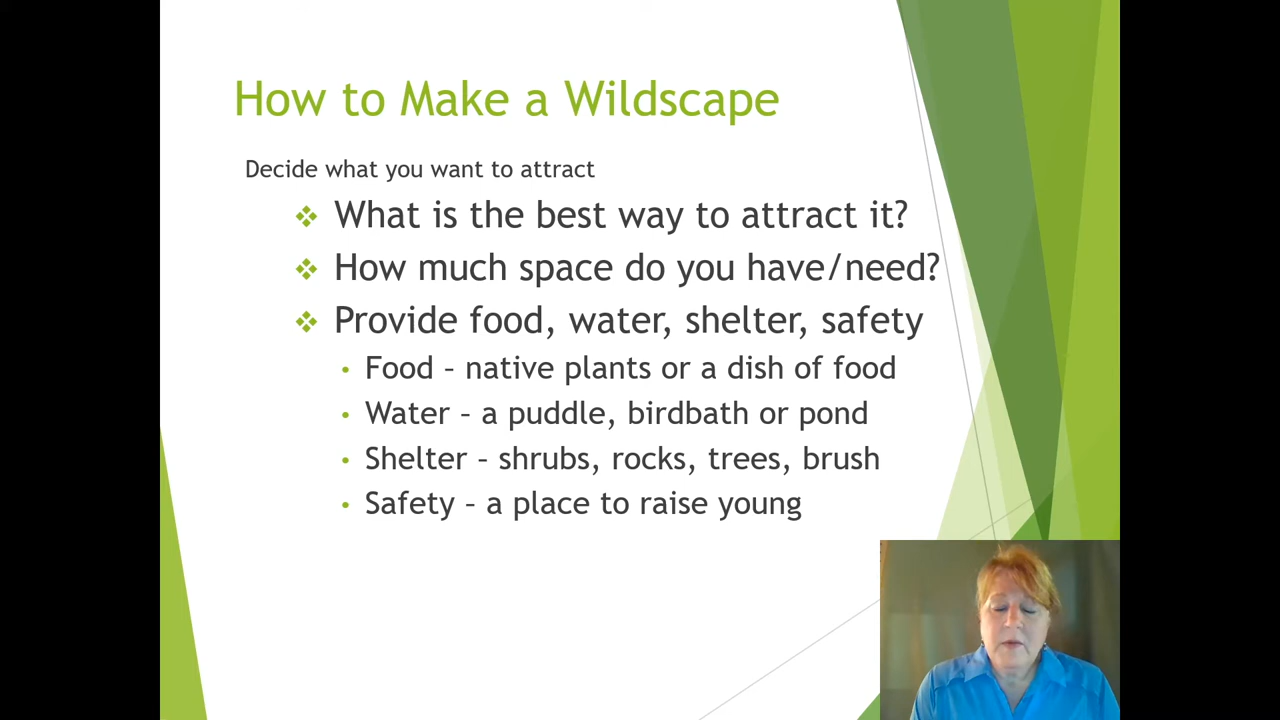 How to Make a Wildscape
Decide what you want to attract
What is the best way to attract it?
How much space do you have/need?
Provide food, water, shelter, safety
Food – native plants or a dish of food
Water – a puddle, birdbath or pond
Shelter – shrubs, rocks, trees, brush
Safety – a place to raise young